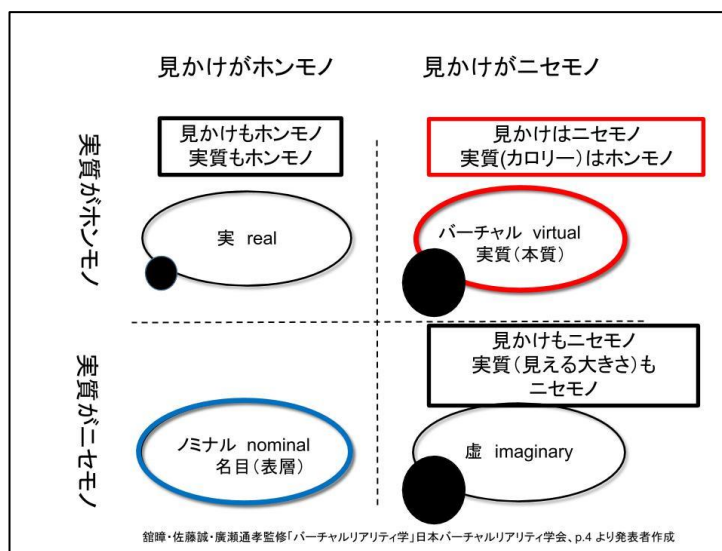 見かけがホンモノ
見かけがニセモノ
実質がホンモノ
見かけもホンモノ
実質もホンモノ
見かけはニセモノ
実質(カロリー)はホンモノ
実 real
バーチャル virtual
実質(本質)
実質がニセモノ
見かけもニセモノ
実質(見える大きさ)も
ニセモノ
ノミナル nominal
名目(表層)
虚 imaginary
舘暲・佐藤誠・廣瀬通孝監修「バーチャルリアリティ学」日本バーチャルリアリティ学会、p.4 より発表者作成